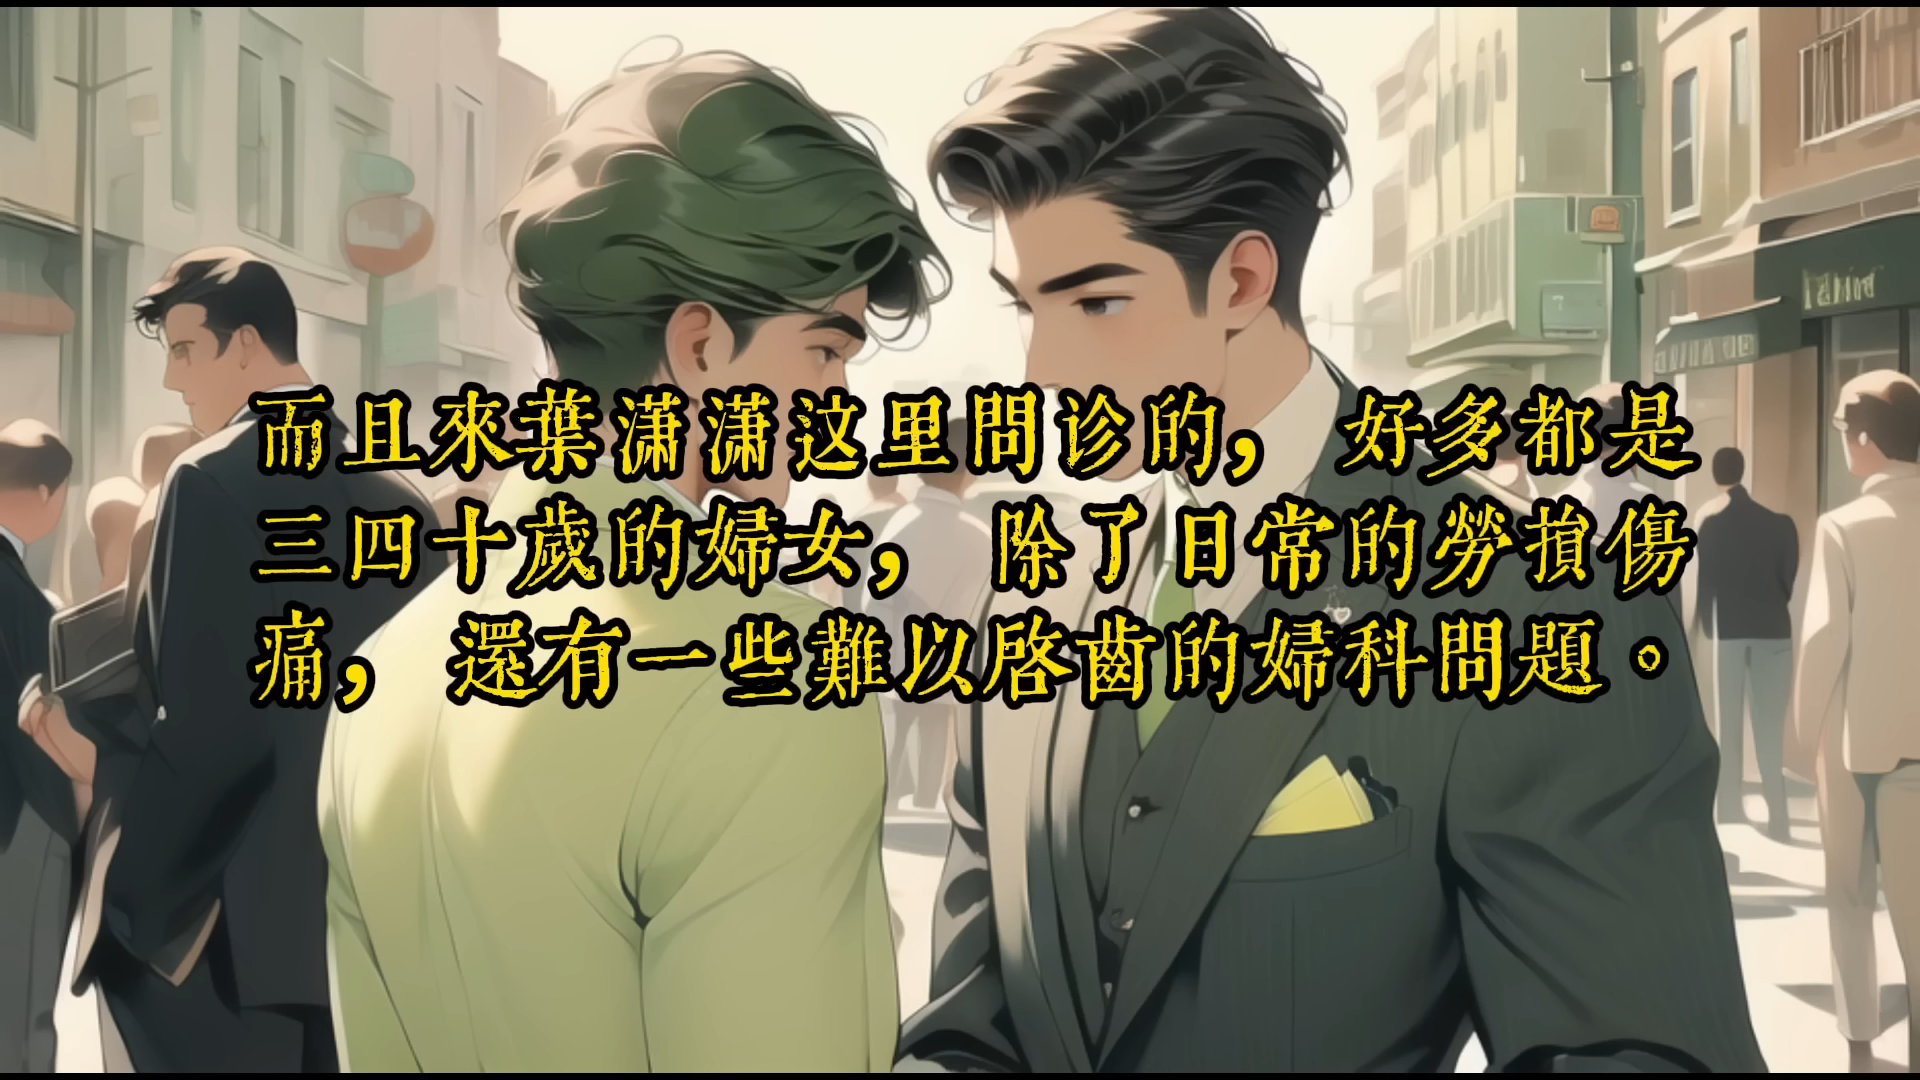 而且來葉潇潇这里問诊的，好多都是
三四十歲的婦女，除了日常的勞損傷
痛，還有一些難以啓齒的婦科問題。